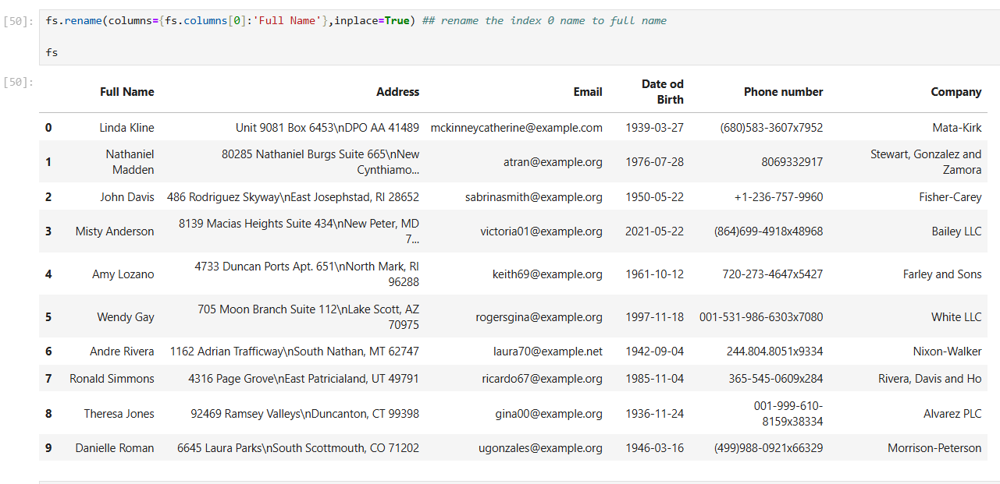 [50]: fs.rename(columns={fs.columns[0]:'Full Name'},inplace=True) ## rename the index 0 name to full name
fs
[50]:
Full Name Address Email Date od Birth Phone number Company
0 Linda Kline Unit 9081 Box 6453\nDPO AA 41489 mckinneycatherine@example.com 1939-03-27 (680)583-3607x7952 Mata-Kirk
1 Nathaniel Madden 80285 Nathaniel Burgs Suite 665\nNew Cynthiamo... atran@example.org 1976-07-28 8069332917 Stewart, Gonzalez and Zamora
2 John Davis 486 Rodriguez Skyway\nEast Josephstad, RI 28652 sabrinasmith@example.org 1950-05-22 +1-236-757-9960 Fisher-Carey
3 Misty Anderson 8139 Macias Heights Suite 434\nNew Peter, MD 7... victoria01@example.org 2021-05-22 (864)699-4918x48968 Bailey LLC
4 Amy Lozano 4733 Duncan Ports Apt. 651\nNorth Mark, RI 96288 keith69@example.org 1961-10-12 720-273-4647x5427 Farley and Sons
5 Wendy Gay 705 Moon Branch Suite 112\nLake Scott, AZ 70975 rogersgina@example.org 1997-11-18 001-531-986-6303x7080 White LLC
6 Andre Rivera 1162 Adrian Trafficway\nSouth Nathan, MT 62747 laura70@example.net 1942-09-04 244.804.8051x9334 Nixon-Walker
7 Ronald Simmons 4316 Page Grove\nEast Patricialand, UT 49791 ricardo67@example.org 1985-11-04 365-545-0609x284 Rivera, Davis and Ho
8 Theresa Jones 92469 Ramsey Valleys\nDuncanton, CT 99398 gina00@example.org 1936-11-24 001-999-610-8159x38334 Alvarez PLC
9 Danielle Roman 6645 Laura Parks\nSouth Scottmouth, CO 71202 ugonzales@example.org 1946-03-16 (499)988-0921x66329 Morrison-Peterson